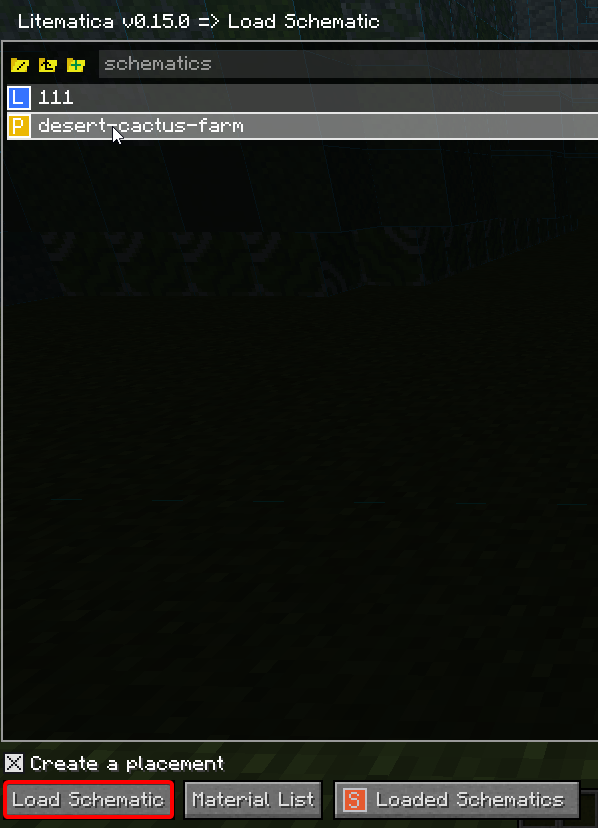 Litematica v0.15.0 => Load Schematic
schematics
L 111
P desert-cactus-farm
Create a placement
Load Schematic Material List S Loaded Schematics